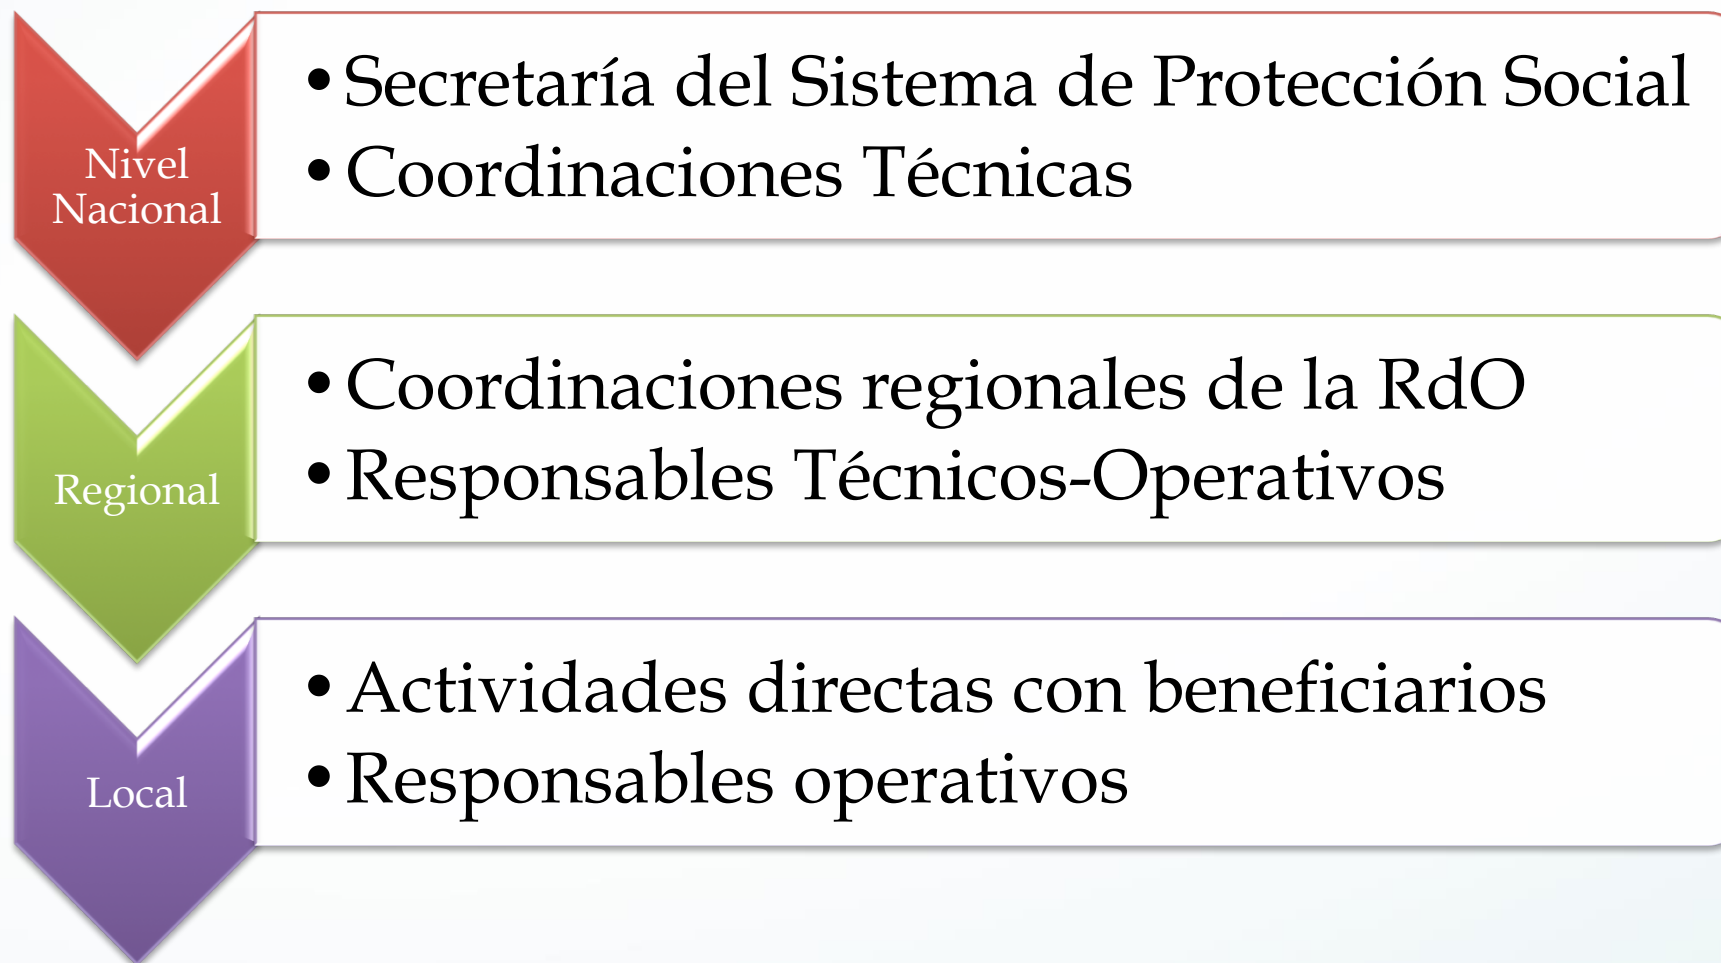 Nivel
Nacional
•Secretaría del Sistema de Protección Social
•Coordinaciones Técnicas
Regional
•Coordinaciones regionales de la RdO
•Responsables Técnicos-Operativos
Local
•Actividades directas con beneficiarios
•Responsables operativos